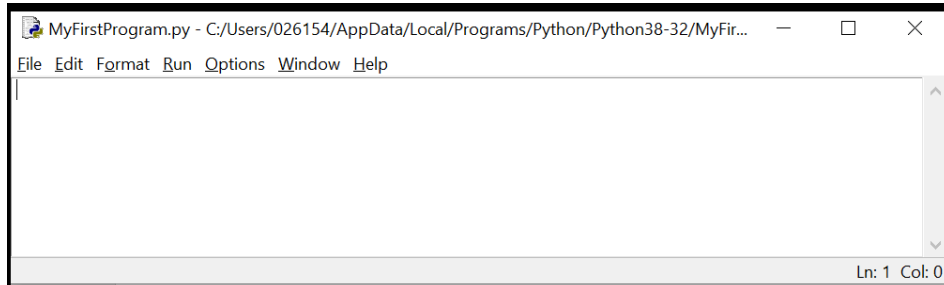 MyFirstProgram.py - C:/Users/026154/AppData/Local/Programs/Python/Python38-32/MyFir...
File Edit Format Run Options Window Help
Ln: 1 Col: 0